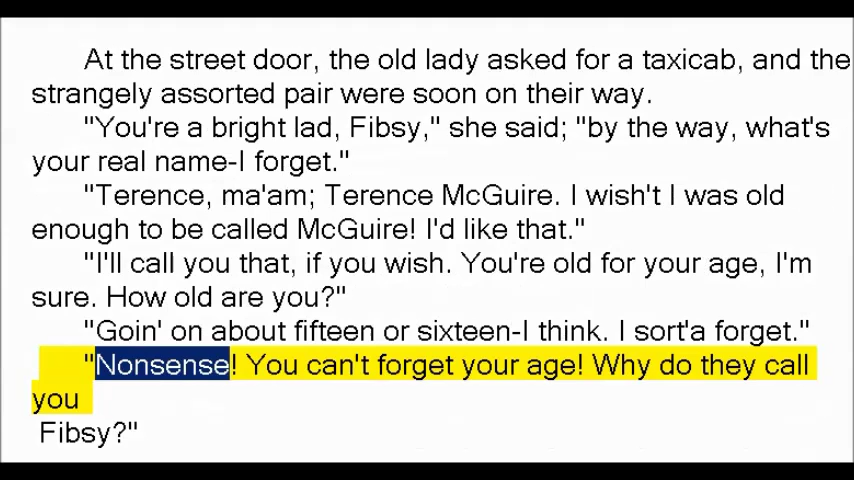 At the street door, the old lady asked for a taxicab, and the
strangely assorted pair were soon on their way.
"You're a bright lad, Fibsy," she said; "by the way, what's
your real name-I forget."
"Terence, ma'am; Terence McGuire. I wish't I was old
enough to be called McGuire! I'd like that."
"I'll call you that, if you wish. You're old for your age, I'm
sure. How old are you?"
"Goin' on about fifteen or sixteen-I think. I sort'a forget."
"Nonsense! You can't forget your age! Why do they call
you
Fibsy?"